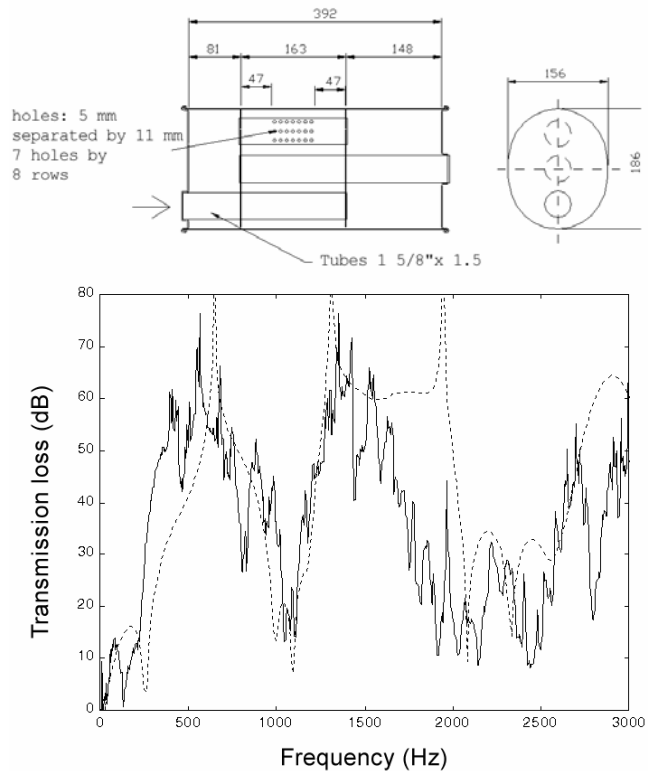 392
81 163 148
47 47
holes: 5 mm
separated by 11 mm
7 holes by
8 rows
156
186
Tubes 1 5/8"x 1.5
80
70
60
50
40
30
20
10
0
Transmission loss (dB)
0 500 1000 1500 2000 2500 3000
Frequency (Hz)